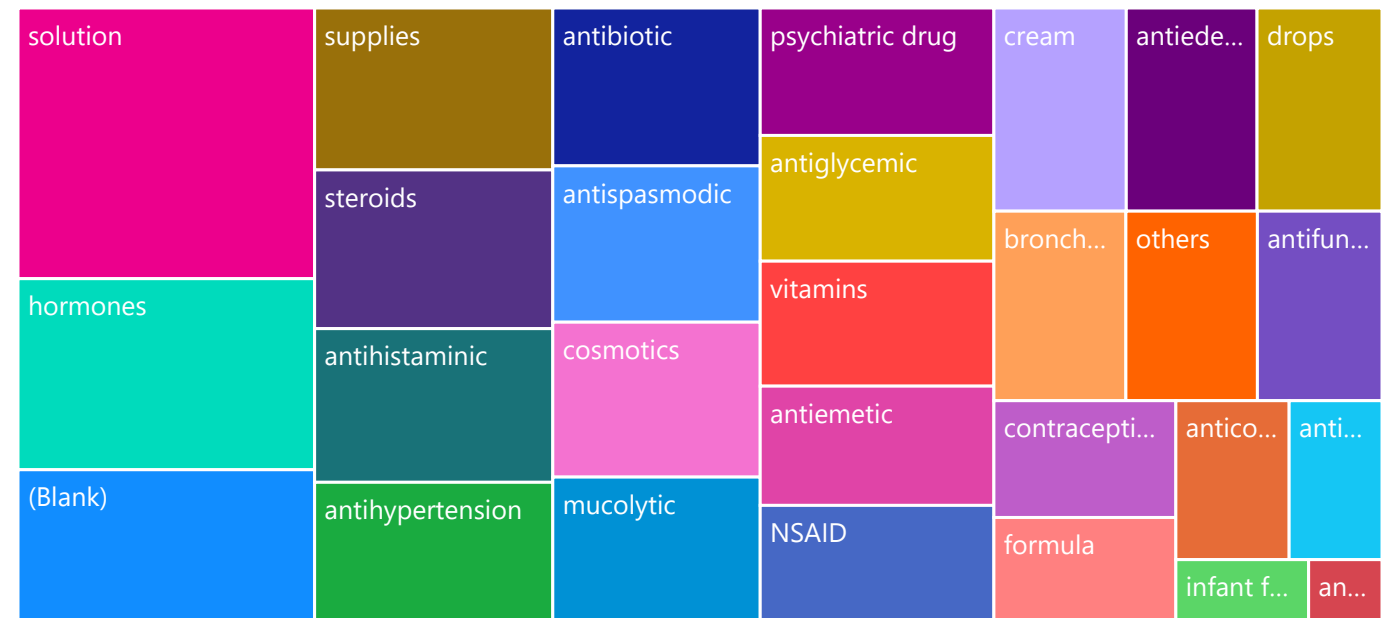 solution
hormones
(Blank)
supplies
steroids
antihistaminic
antihypertension
antibiotic
antispasmodic
cosmotics
mucolytic
psychiatric drug
antiglycemic
vitamins
antiemetic
NSAID
cream
antiede...
drops
bronch...
others
antifun...
contracepti...
antico...
anti...
formula
infant f...
an...